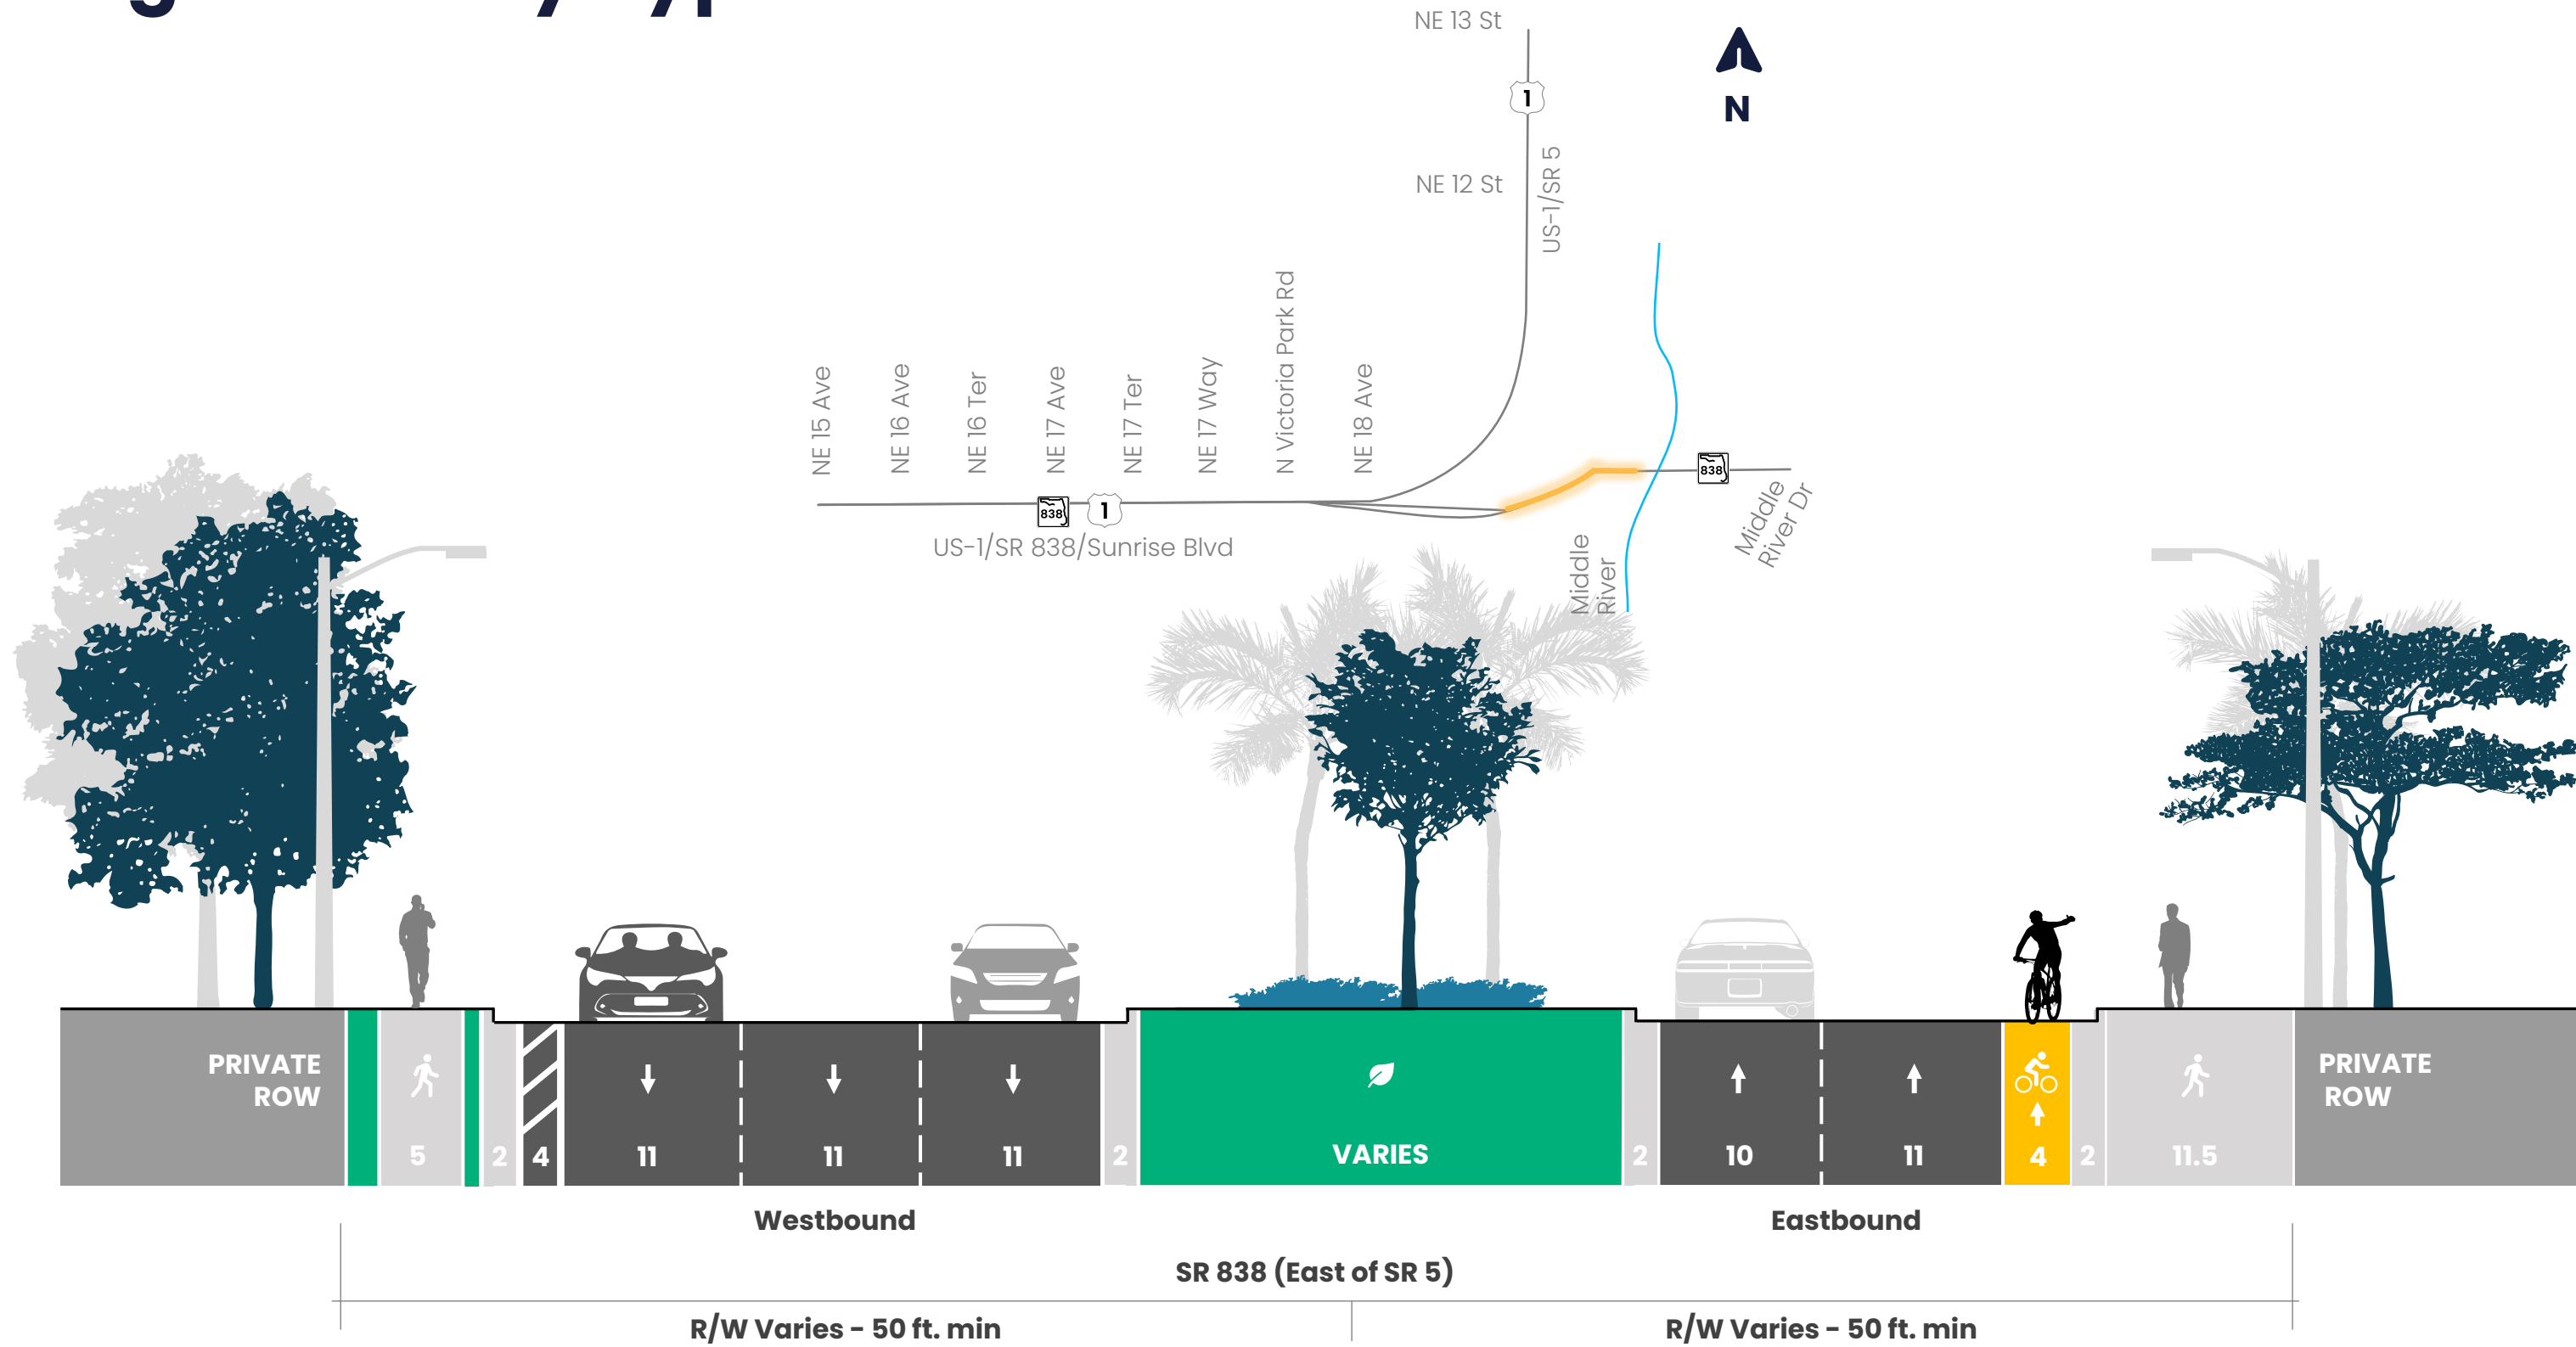 NE 13 St
1
N
NE 12 St
US-1/SR 5
NE 15 Ave
NE 16 Ave
NE 16 Ter
NE 17 Ave
NE 17 Ter
NE 17 Way
N Victoria Park Rd
NE 18 Ave
838
1
US-1/SR 838/Sunrise Blvd
838
Middle
River Dr
Middle
River
PRIVATE
ROW
5
2
4
11
11
11
2
VARIES
2
10
11
4
2
11.5
PRIVATE
ROW
Westbound
Eastbound
SR 838 (East of SR 5)
R/W Varies - 50 ft. min
R/W Varies - 50 ft. min